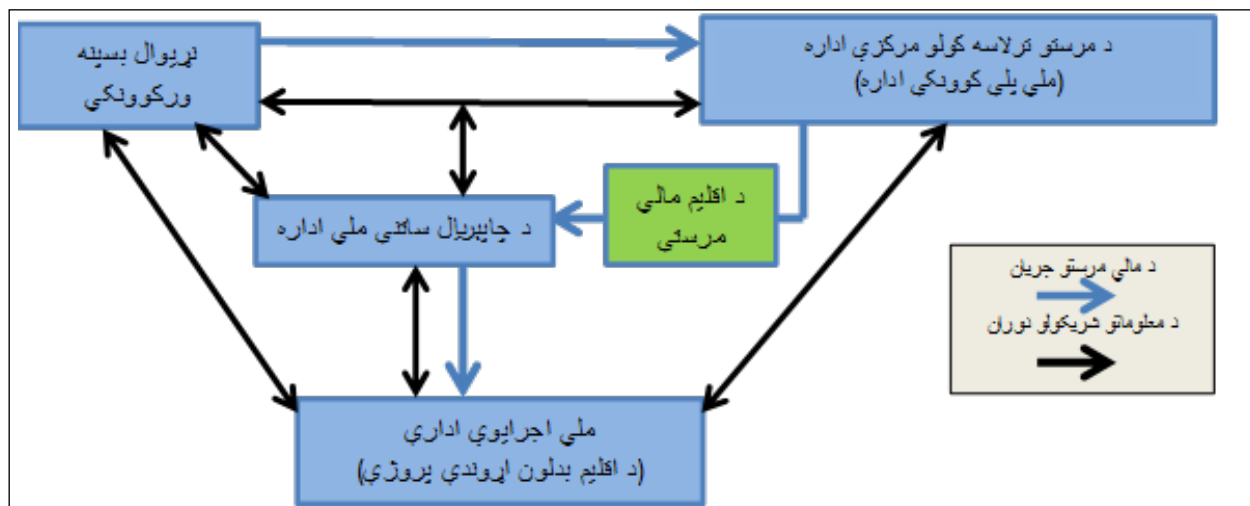 نړیوال بسپنه
ورکوونکي
د مرستو ترلاسه کولو مرکزي اداره
(ملي پلي کوونکې اداره)
د اقلیم مالي
مرستې
د چاپیریال ساتنې ملي اداره
د مالي مرستو جریان
د معلوماتو شریکولو دوران
ملي اجرایوي ادارې
(د اقلیم بدلون اړوندې پروژې)